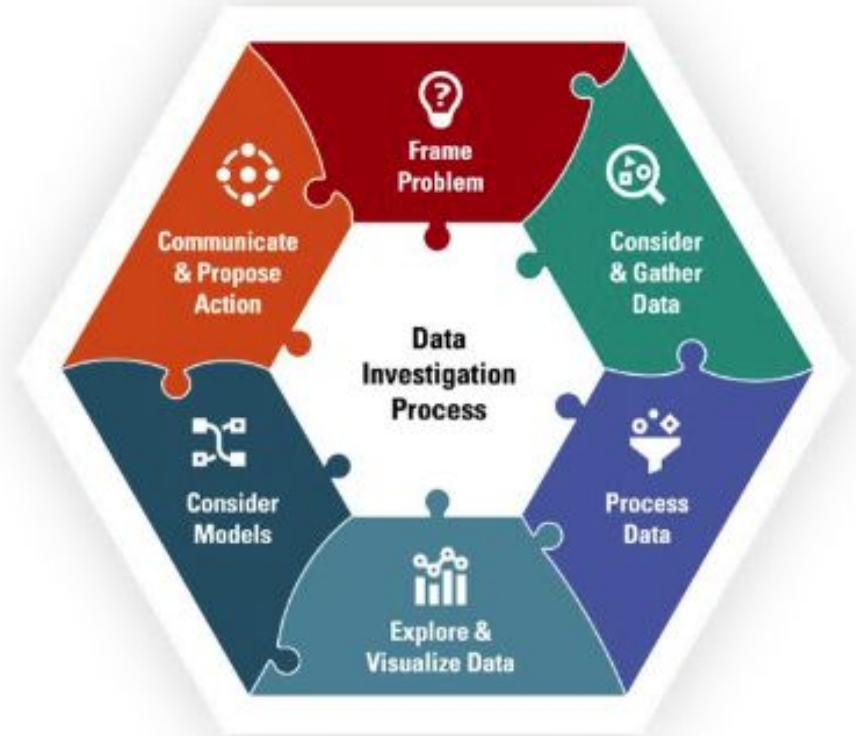 ?
Frame
Problem
Consider
& Gather
Data
Process
Data
Explore &
Visualize Data
Consider
Models
Communicate
& Propose
Action
Data
Investigation
Process